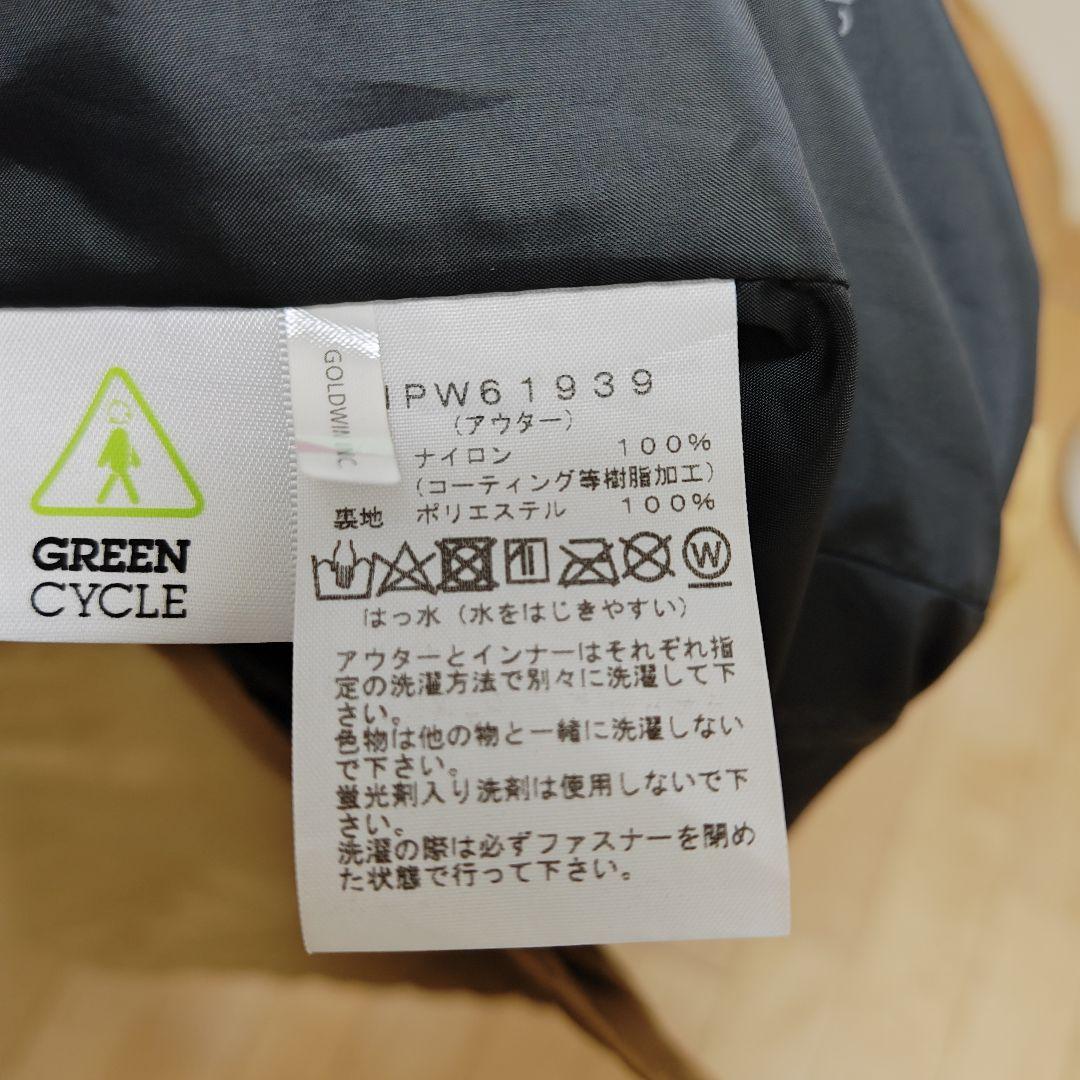 GREEN
CYCLE
GOLDWIN INC
PW61939
(アウター)
ナイロン 100%
(コーティング等樹脂加工)
裏地 ポリエステル 100%
W
はっ水(水をはじきやすい)
アウターとインナーはそれぞれ指
定の洗濯方法で別々に洗濯して下
さい。
色物は他の物と一緒に洗濯しない
で下さい。
蛍光剤入り洗剤は使用しないで下
さい。
洗濯の際は必ずファスナーを閉め
た状態で行って下さい。